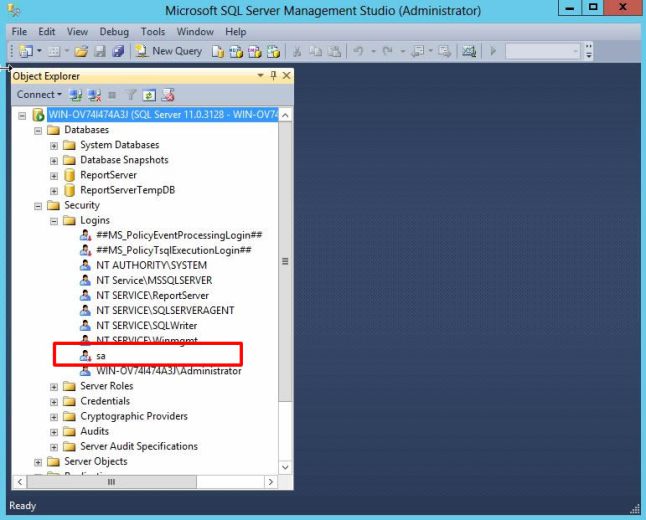 Microsoft SQL Server Management Studio (Administrator)
File Edit View Debug Tools Window Help
New Query
Object Explorer
Connect
WIN-OV74I474A3J (SQL Server 11.0.3128 - WIN-OV74
Databases
System Databases
Database Snapshots
ReportServer
ReportServerTempDB
Security
Logins
##MS_PolicyEventProcessingLogin##
##MS_PolicyTsqlExecutionLogin##
NT AUTHORITY\SYSTEM
NT Service\MSSQLSERVER
NT SERVICE\ReportServer
NT SERVICE\SQLSERVERAGENT
NT SERVICE\SQLWriter
NT SERVICE\Winmgmt
sa
WIN-OV74I474A3J\Administrator
Server Roles
Credentials
Cryptographic Providers
Audits
Server Audit Specifications
Server Objects
Ready